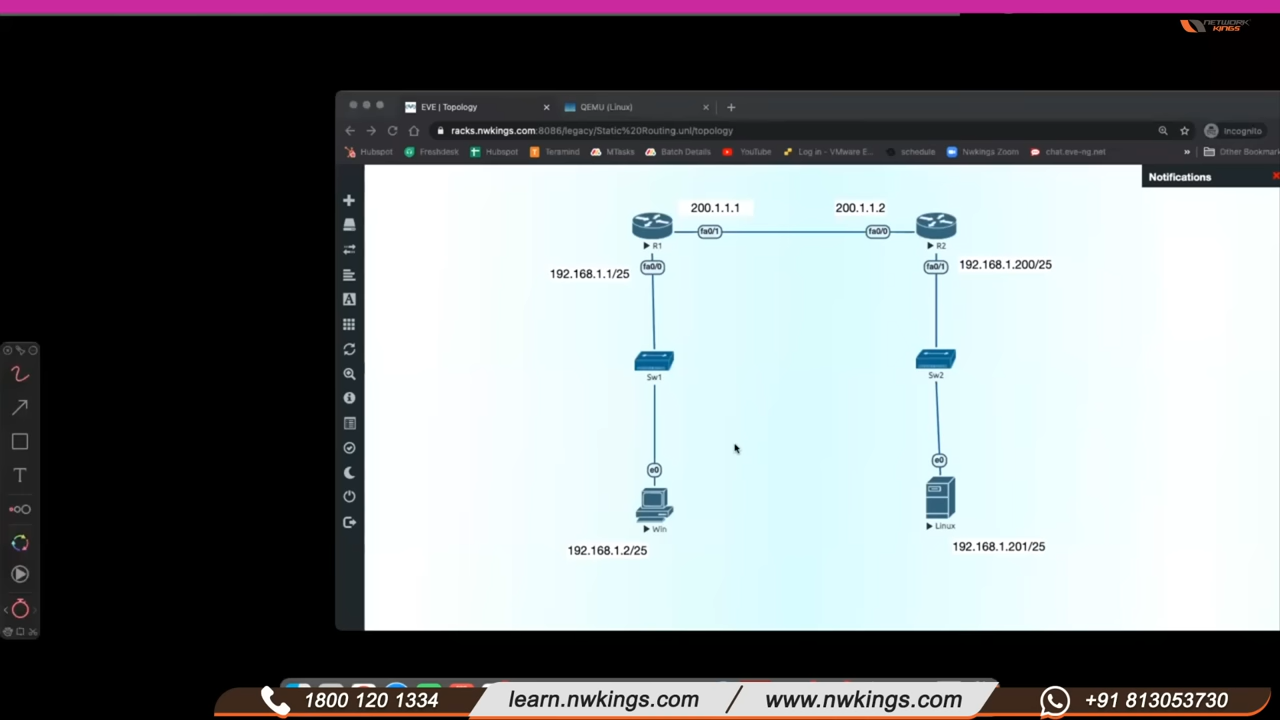 NETWORK
KINGS
EVE | Topology
QEMU (Linux)
racks.nwkings.com:8086/legacy/Static%20Routing.unl/topology
Incognito
Hubspot
Freshdesk
Hubspot
Teramind
MTasks
Batch Details
YouTube
Log in - VMware E...
schedule
Nwkings Zoom
chat.eve-ng.net
»
Other Bookmark
Notifications
200.1.1.1
200.1.1.2
fa0/1
fa0/0
R1
R2
fa0/0
fa0/1
192.168.1.1/25
192.168.1.200/25
Sw1
Sw2
e0
e0
Win
Linux
192.168.1.2/25
192.168.1.201/25
1800 120 1334
learn.nwkings.com / www.nwkings.com
+91 813053730